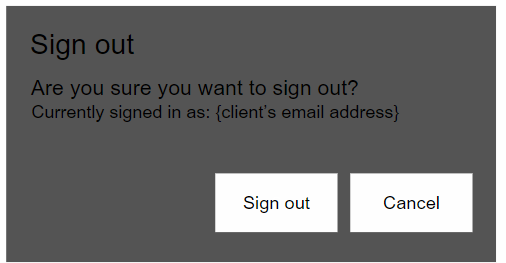 Sign out
Are you sure you want to sign out?
Currently signed in as: {client’s email address}
Sign out
Cancel